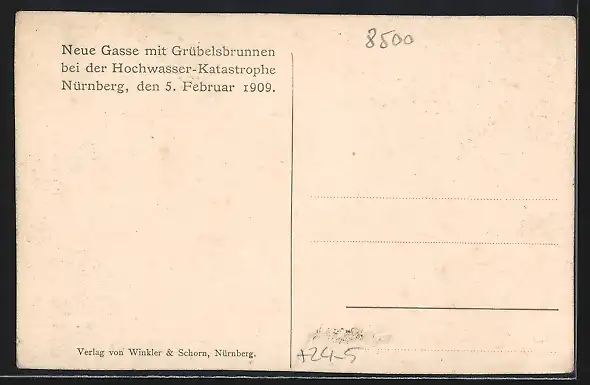 Neue Gasse mit Grübelsbrunnen
bei der Hochwasser-Katastrophe
Nürnberg, den 5. Februar 1909.
8500
Verlag von Winkler & Schorn, Nürnberg.